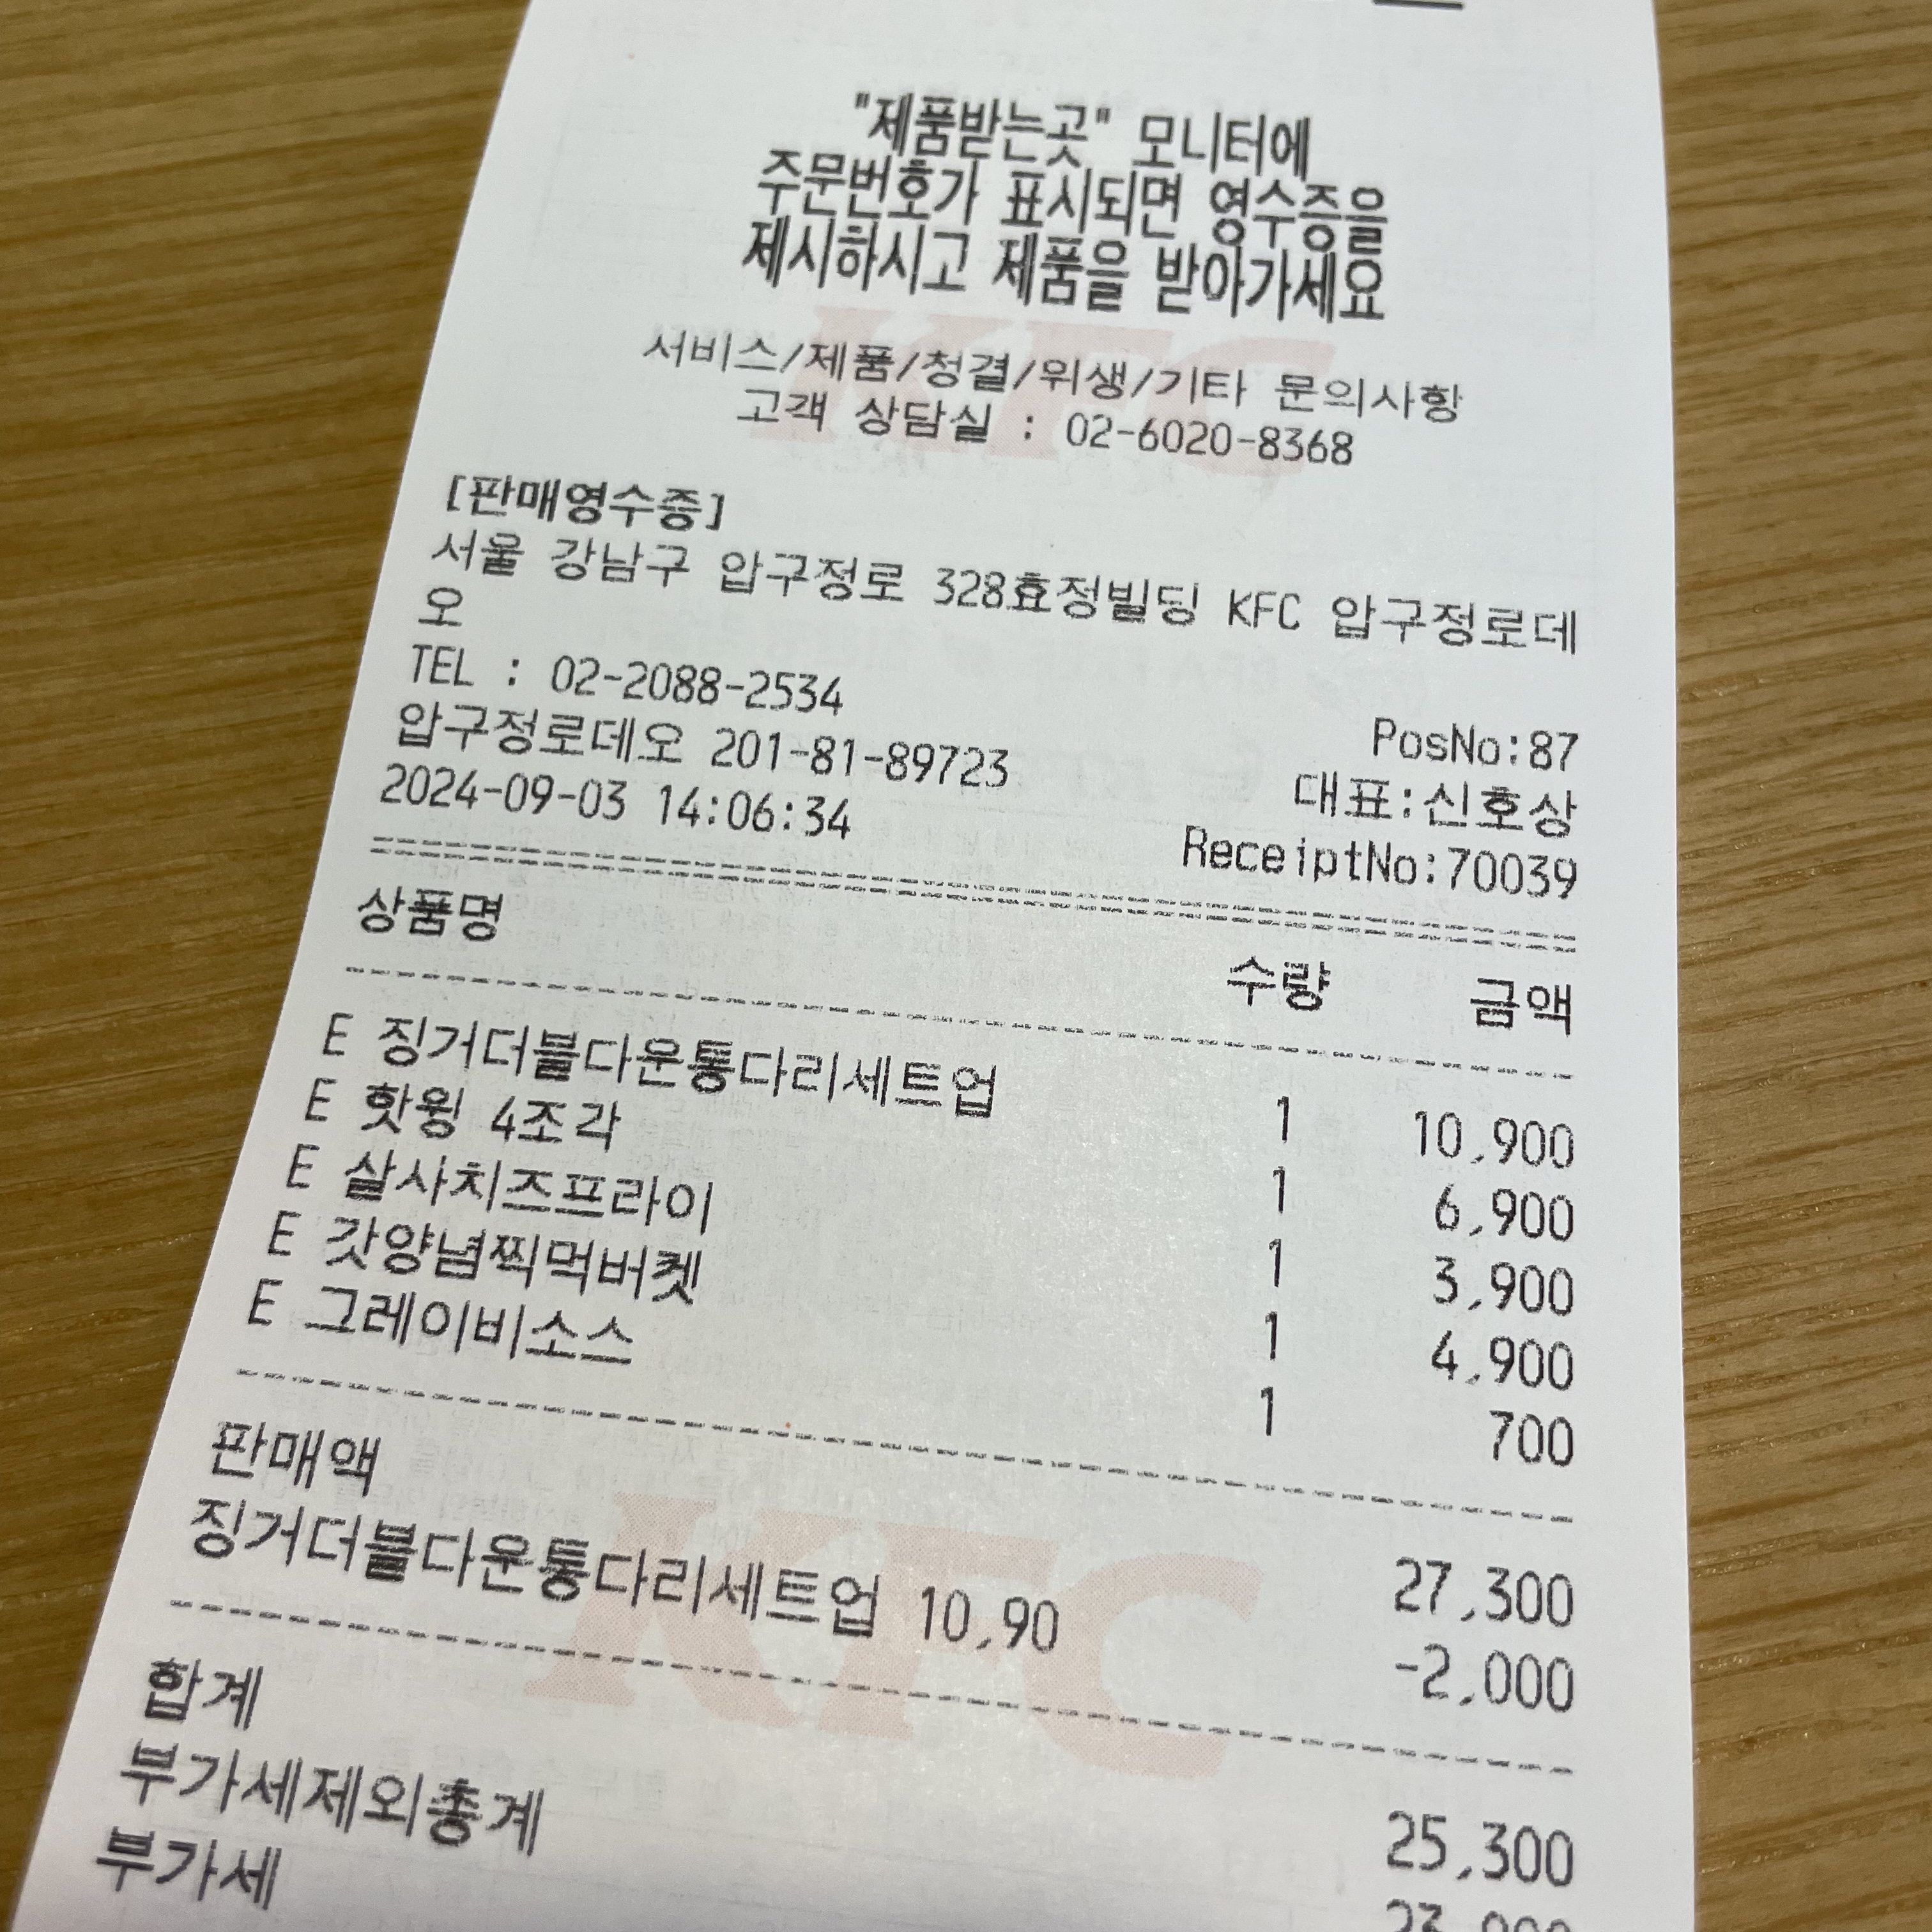 "제품받는곳" 모니터에
주문번호가 표시되면 영수증을
제시하시고 제품을 받아가세요
서비스/제품/청결/위생/기타 문의사항
고객 상담실 : 02-6020-8368
[판매영수증]
서울 강남구 압구정로 328효정빌딩 KFC 압구정로데
오
TEL : 02-2088-2534 PosNo:87
압구정로데오 201-81-89723 대표:신호상
2024-09-03 14:06:34 ReceiptNo:70039
상품명 수량 금액
E 징거더블다운통다리세트업 1 10,900
E 핫윙 4조각 1 6,900
E 살사치즈프라이 1 3,900
E 갓양념찍먹버켓 1 4,900
E 그레이비소스 1 700
판매액 27,300
징거더블다운통다리세트업 10,90 -2,000
합계 25,300
부가세제외총계
부가세
KFC
KFC